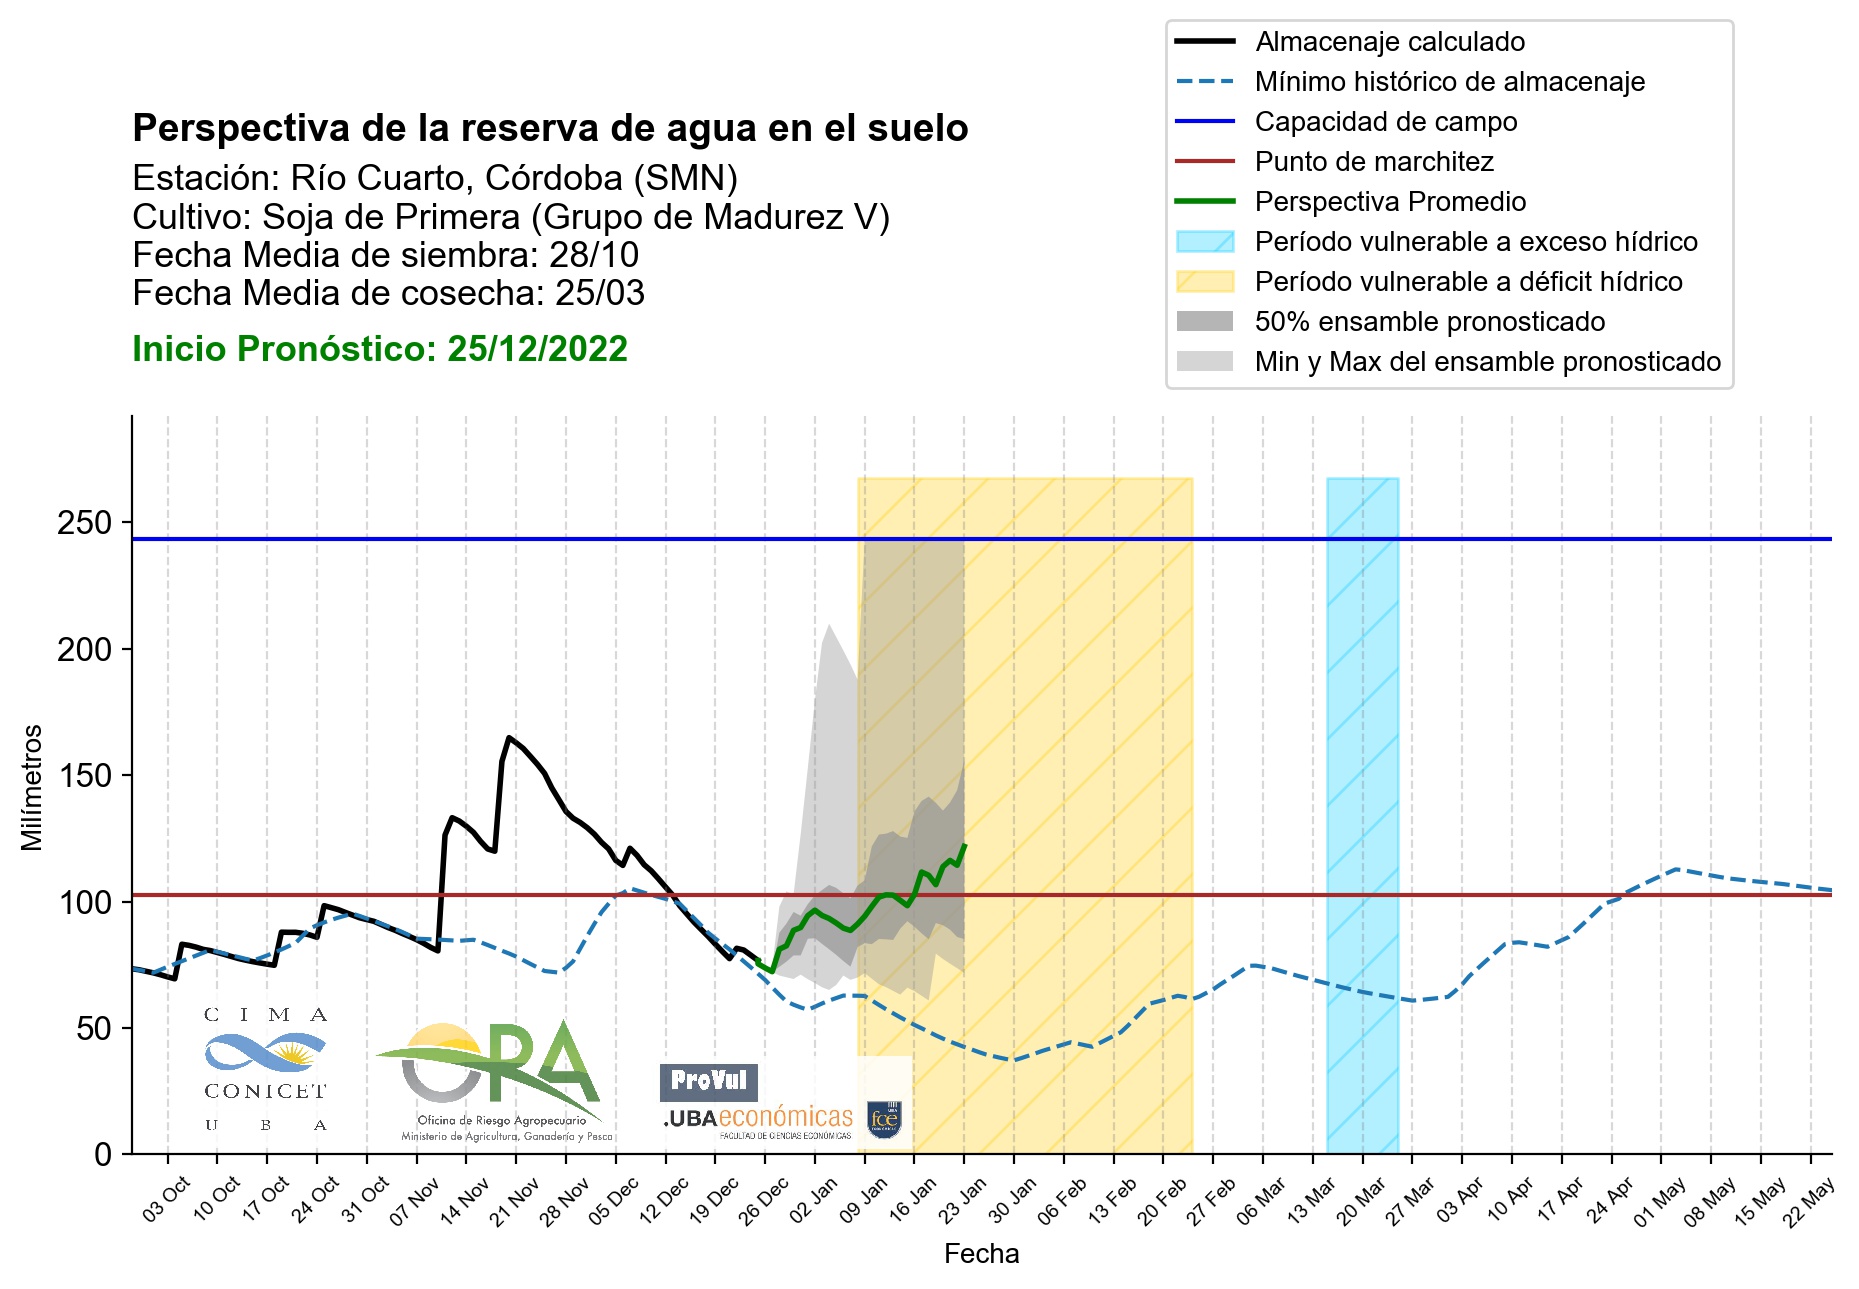 Almacenaje calculado
Mínimo histórico de almacenaje
Capacidad de campo
Punto de marchitez
Perspectiva Promedio
Período vulnerable a exceso hídrico
Período vulnerable a déficit hídrico
50% ensamble pronosticado
Min y Max del ensamble pronosticado
Perspectiva de la reserva de agua en el suelo
Estación: Río Cuarto, Córdoba (SMN)
Cultivo: Soja de Primera (Grupo de Madurez V)
Fecha Media de siembra: 28/10
Fecha Media de cosecha: 25/03
Inicio Pronóstico: 25/12/2022
Milímetros
250
200
150
100
50
0
C I M A
CONICET
U B A
ORA
Oficina de Riesgo Agropecuario
Ministerio de Agricultura, Ganadería y Pesca
ProVul
.UBAeconómicas
FACULTAD DE CIENCIAS ECONÓMICAS
fce
03 Oct 10 Oct 17 Oct 24 Oct 31 Oct 07 Nov 14 Nov 21 Nov 28 Nov 05 Dec 12 Dec 19 Dec 26 Dec 02 Jan 09 Jan 16 Jan 23 Jan 30 Jan 06 Feb 13 Feb 20 Feb 27 Feb 06 Mar 13 Mar 20 Mar 27 Mar 03 Apr 10 Apr 17 Apr 24 Apr 01 May 08 May 15 May 22 May
Fecha